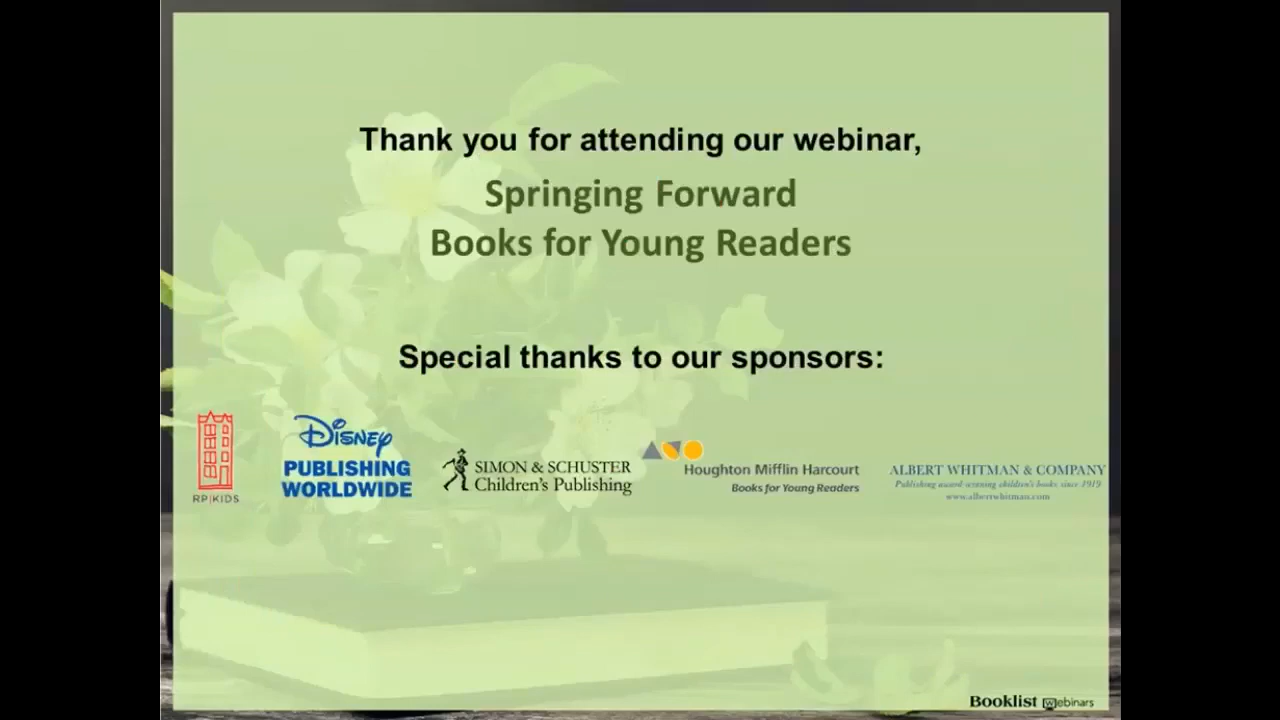 Thank you for attending our webinar,
Springing Forward
Books for Young Readers
Special thanks to our sponsors:
RP|KIDS
DISNEY
PUBLISHING
WORLDWIDE
SIMON & SCHUSTER
Children's Publishing
Houghton Mifflin Harcourt
Books for Young Readers
ALBERT WHITMAN & COMPANY
Publishing award-winning children's books since 1919
www.albertwhitman.com
Booklist webinars